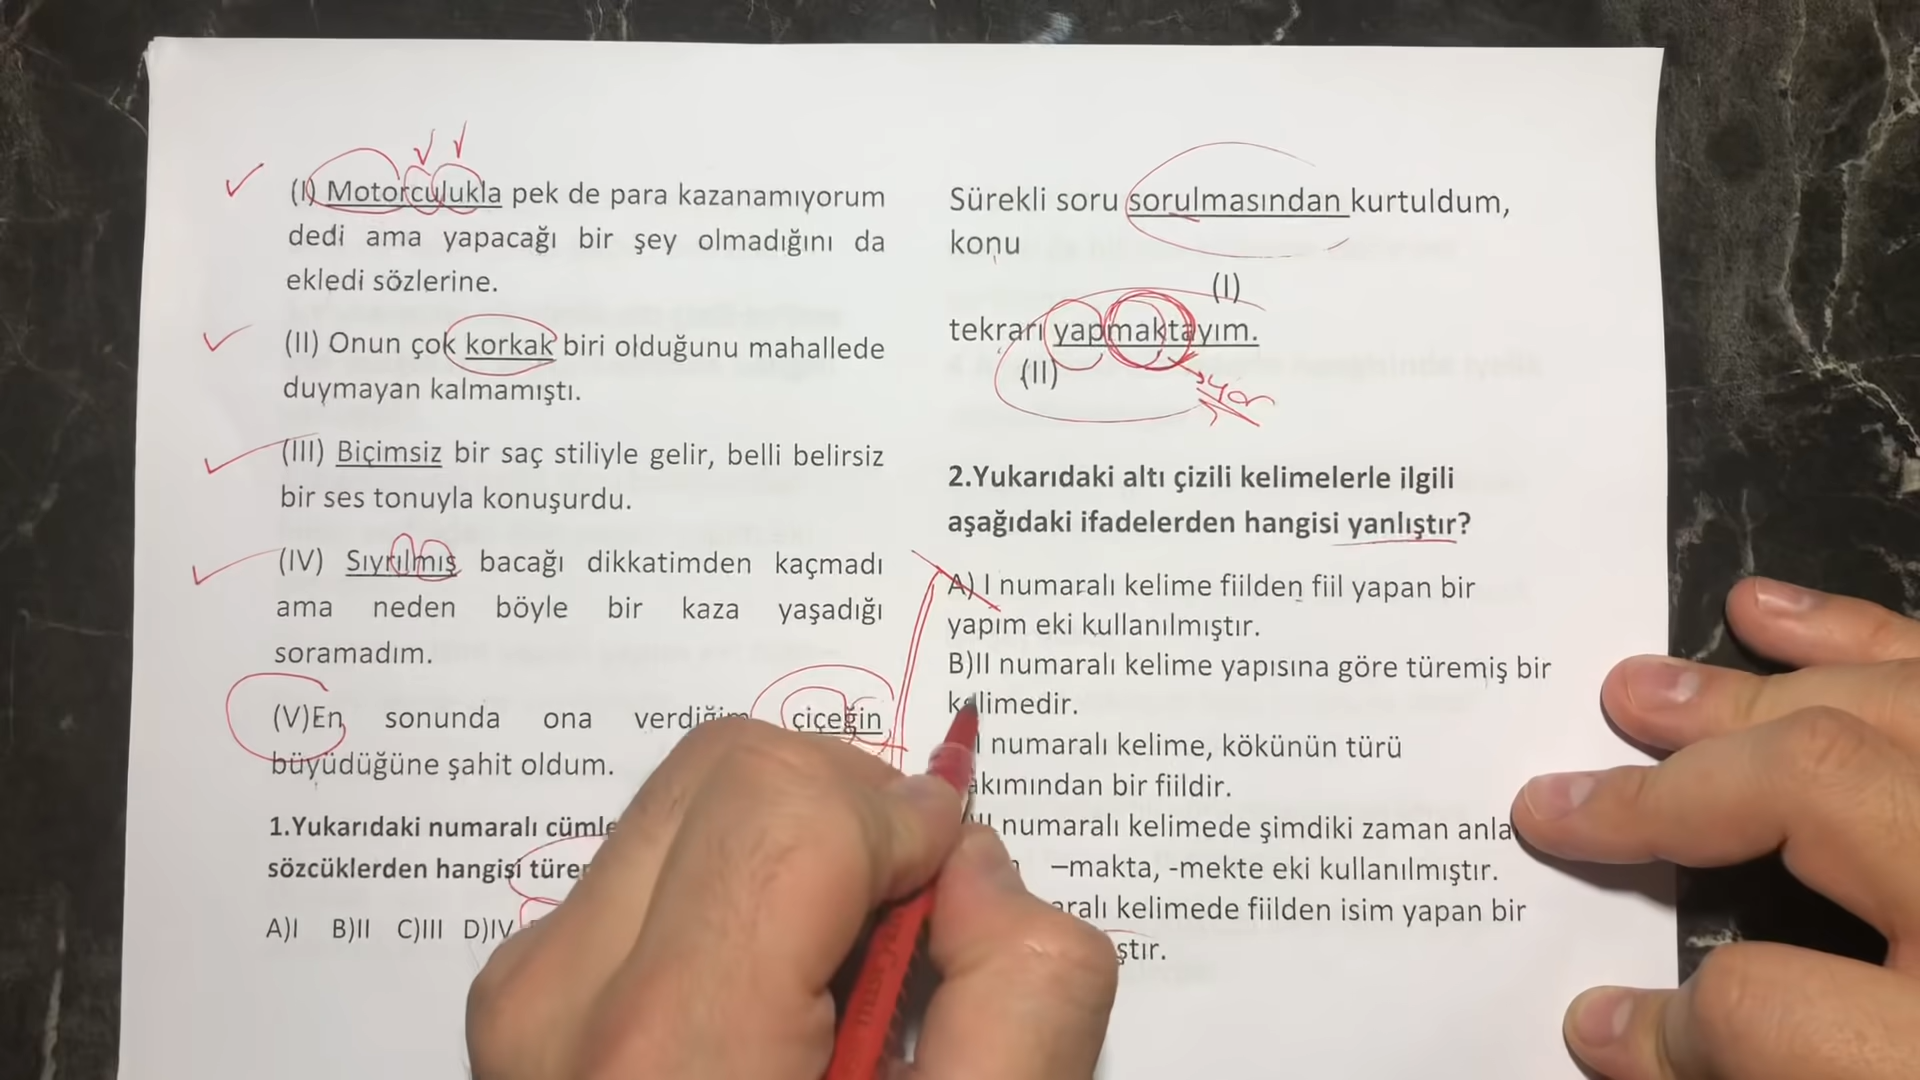 (I) Motorculukla pek de para kazanamıyorum
dedi ama yapacağı bir şey olmadığını da
ekledi sözlerine.
(II) Onun çok korkak biri olduğunu mahallede
duymayan kalmamıştı.
(III) Biçimsiz bir saç stiliyle gelir, belli belirsiz
bir ses tonuyla konuşurdu.
(IV) Sıyrılmış bacağı dikkatimden kaçmadı
ama neden böyle bir kaza yaşadığı
soramadım.
(V)En sonunda ona verdiğim çiçeğin
büyüdüğüne şahit oldum.
1.Yukarıdaki numaralı
sözcüklerden hangisi
A)I B)II C)III D)IV
Sürekli soru sorulmasından kurtuldum,
konu
(I)
tekrarı yapmaktayım.
(II)
yor
2.Yukarıdaki altı çizili kelimelerle ilgili
aşağıdaki ifadelerden hangisi yanlıştır?
A) I numaralı kelime fiilden fiil yapan bir
yapım eki kullanılmıştır.
B)II numaralı kelime yapısına göre türemiş bir
kelimedir.
numaralı kelime, kökünün türü
bir fiildir.
numaralı kelimede şimdiki zaman
–makta, -mekte eki kullanılmıştır.
kelimede fiilden isim yapan bir